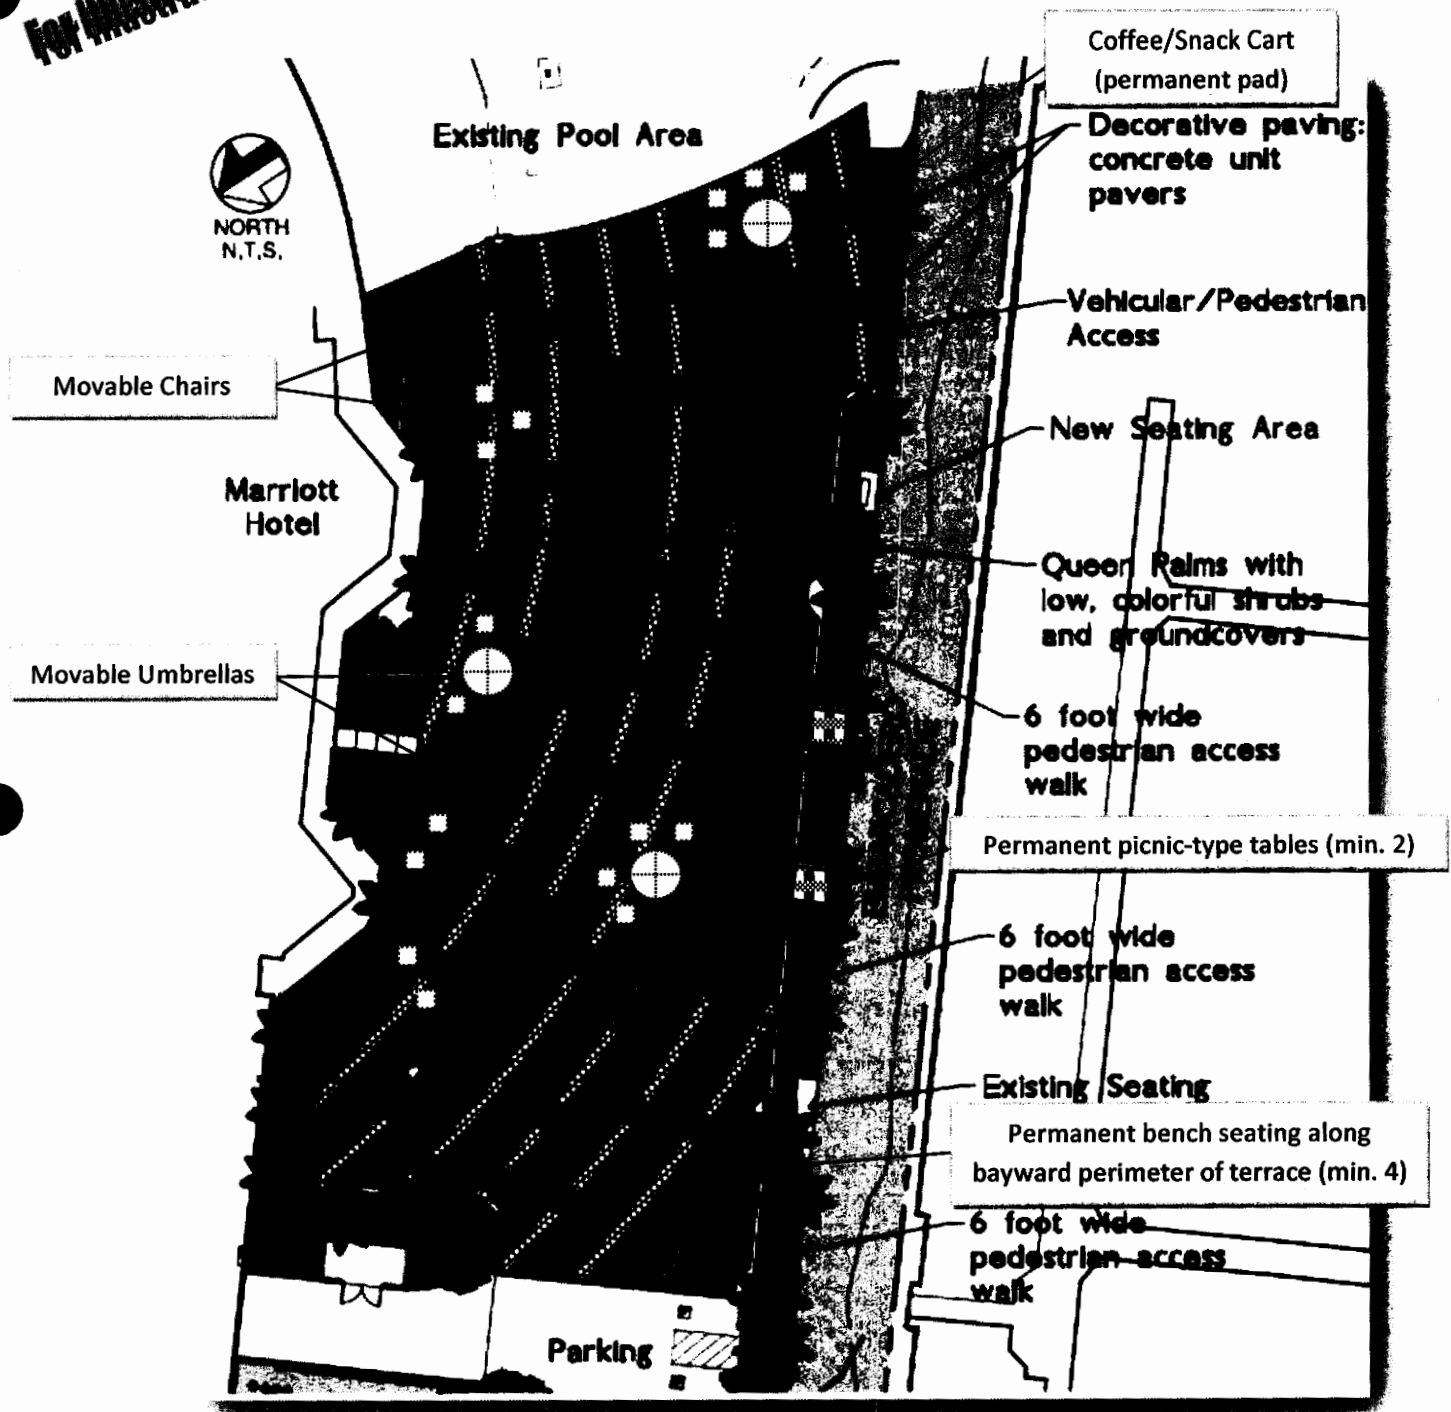 For
Coffee/Snack Cart
(permanent pad)
Existing Pool Area
Decorative paving:
concrete unit
pavers
NORTH
N.T.S.
Vehicular/Pedestrian
Access
Movable Chairs
New Seating Area
Marriott
Hotel
Queen Palms with
low, colorful shrubs
and groundcovers
Movable Umbrellas
6 foot wide
pedestrian access
walk
Permanent picnic-type tables (min. 2)
6 foot wide
pedestrian access
walk
Existing Seating
Permanent bench seating along
bayward perimeter of terrace (min. 4)
6 foot wide
pedestrian access
walk
Parking